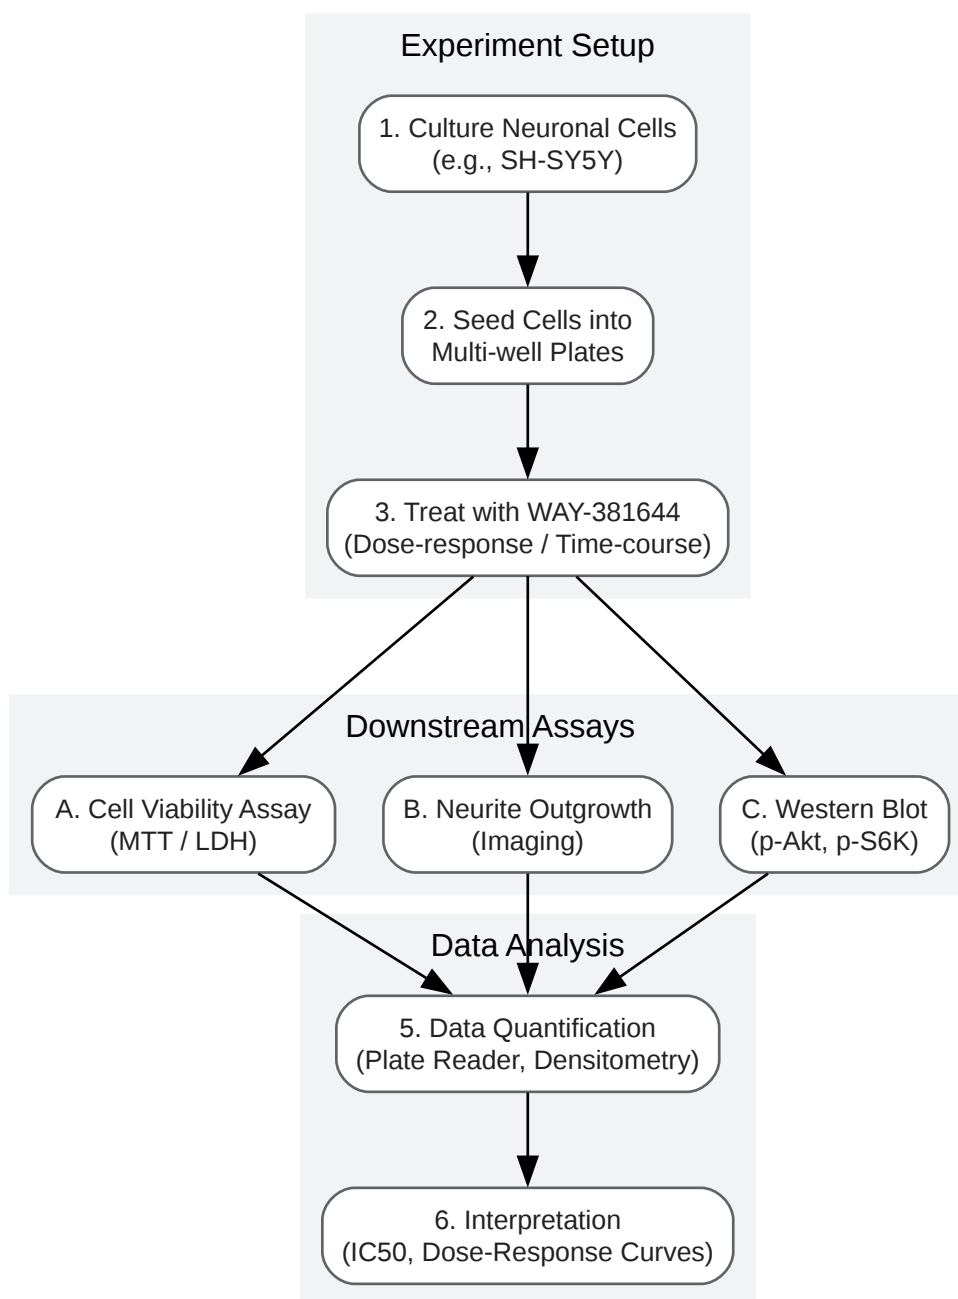 Experiment Setup
1. Culture Neuronal Cells
(e.g., SH-SY5Y)
2. Seed Cells into
Multi-well Plates
3. Treat with WAY-381644
(Dose-response / Time-course)
Downstream Assays
A. Cell Viability Assay
(MTT / LDH)
B. Neurite Outgrowth
(Imaging)
C. Western Blot
(p-Akt, p-S6K)
Data Analysis
5. Data Quantification
(Plate Reader, Densitometry)
6. Interpretation
(IC50, Dose-Response Curves)